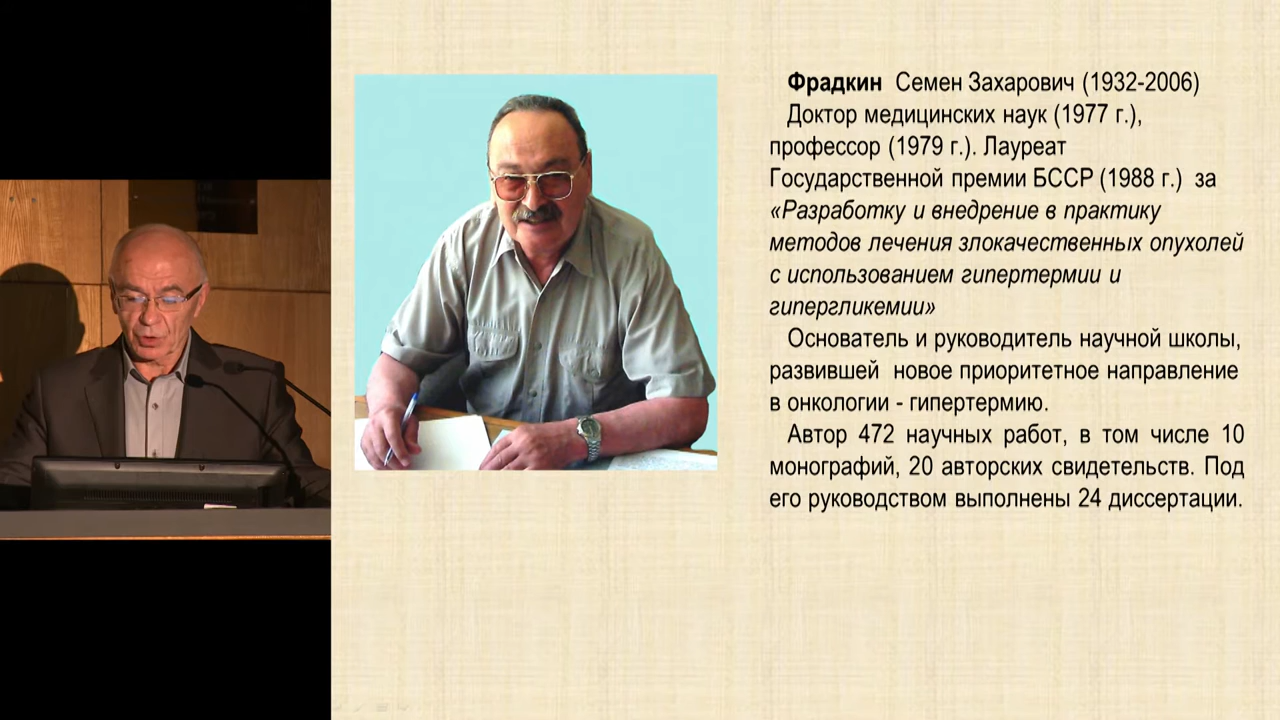 Фрадкин Семен Захарович (1932-2006)
Доктор медицинских наук (1977 г.),
профессор (1979 г.). Лауреат
Государственной премии БССР (1988 г.) за
«Разработку и внедрение в практику
методов лечения злокачественных опухолей
с использованием гипертермии и
гипергликемии»
Основатель и руководитель научной школы,
развившей новое приоритетное направление
в онкологии - гипертермию.
Автор 472 научных работ, в том числе 10
монографий, 20 авторских свидетельств. Под
его руководством выполнены 24 диссертации.